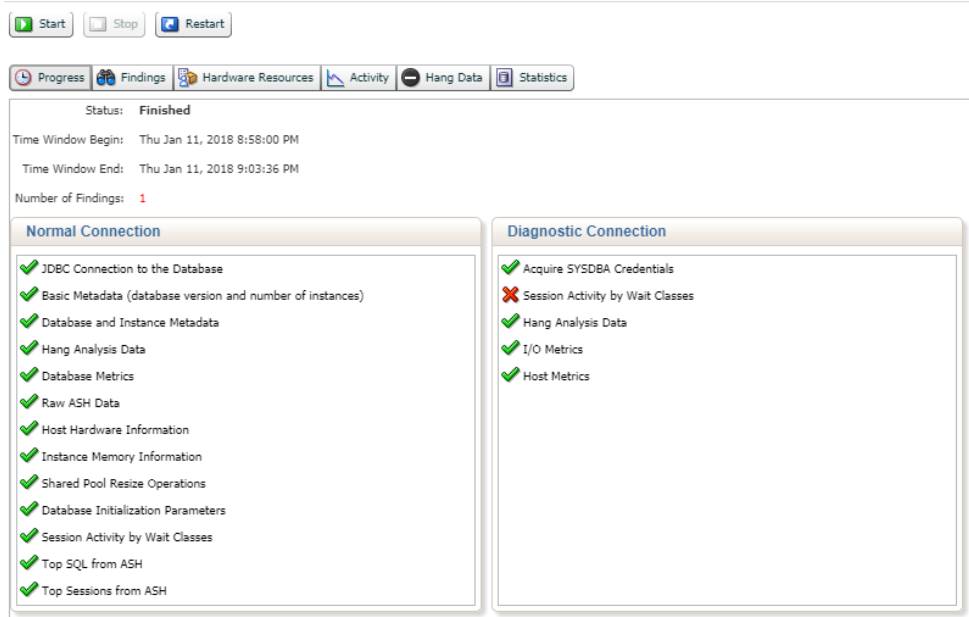 Start Stop Restart
Progress Findings Hardware Resources Activity Hang Data Statistics
Status: Finished
Time Window Begin: Thu Jan 11, 2018 8:58:00 PM
Time Window End: Thu Jan 11, 2018 9:03:36 PM
Number of Findings: 1
Normal Connection
JDBC Connection to the Database
Basic Metadata (database version and number of instances)
Database and Instance Metadata
Hang Analysis Data
Database Metrics
Raw ASH Data
Host Hardware Information
Instance Memory Information
Shared Pool Resize Operations
Database Initialization Parameters
Session Activity by Wait Classes
Top SQL from ASH
Top Sessions from ASH
Diagnostic Connection
Acquire SYSDBA Credentials
Session Activity by Wait Classes
Hang Analysis Data
I/O Metrics
Host Metrics